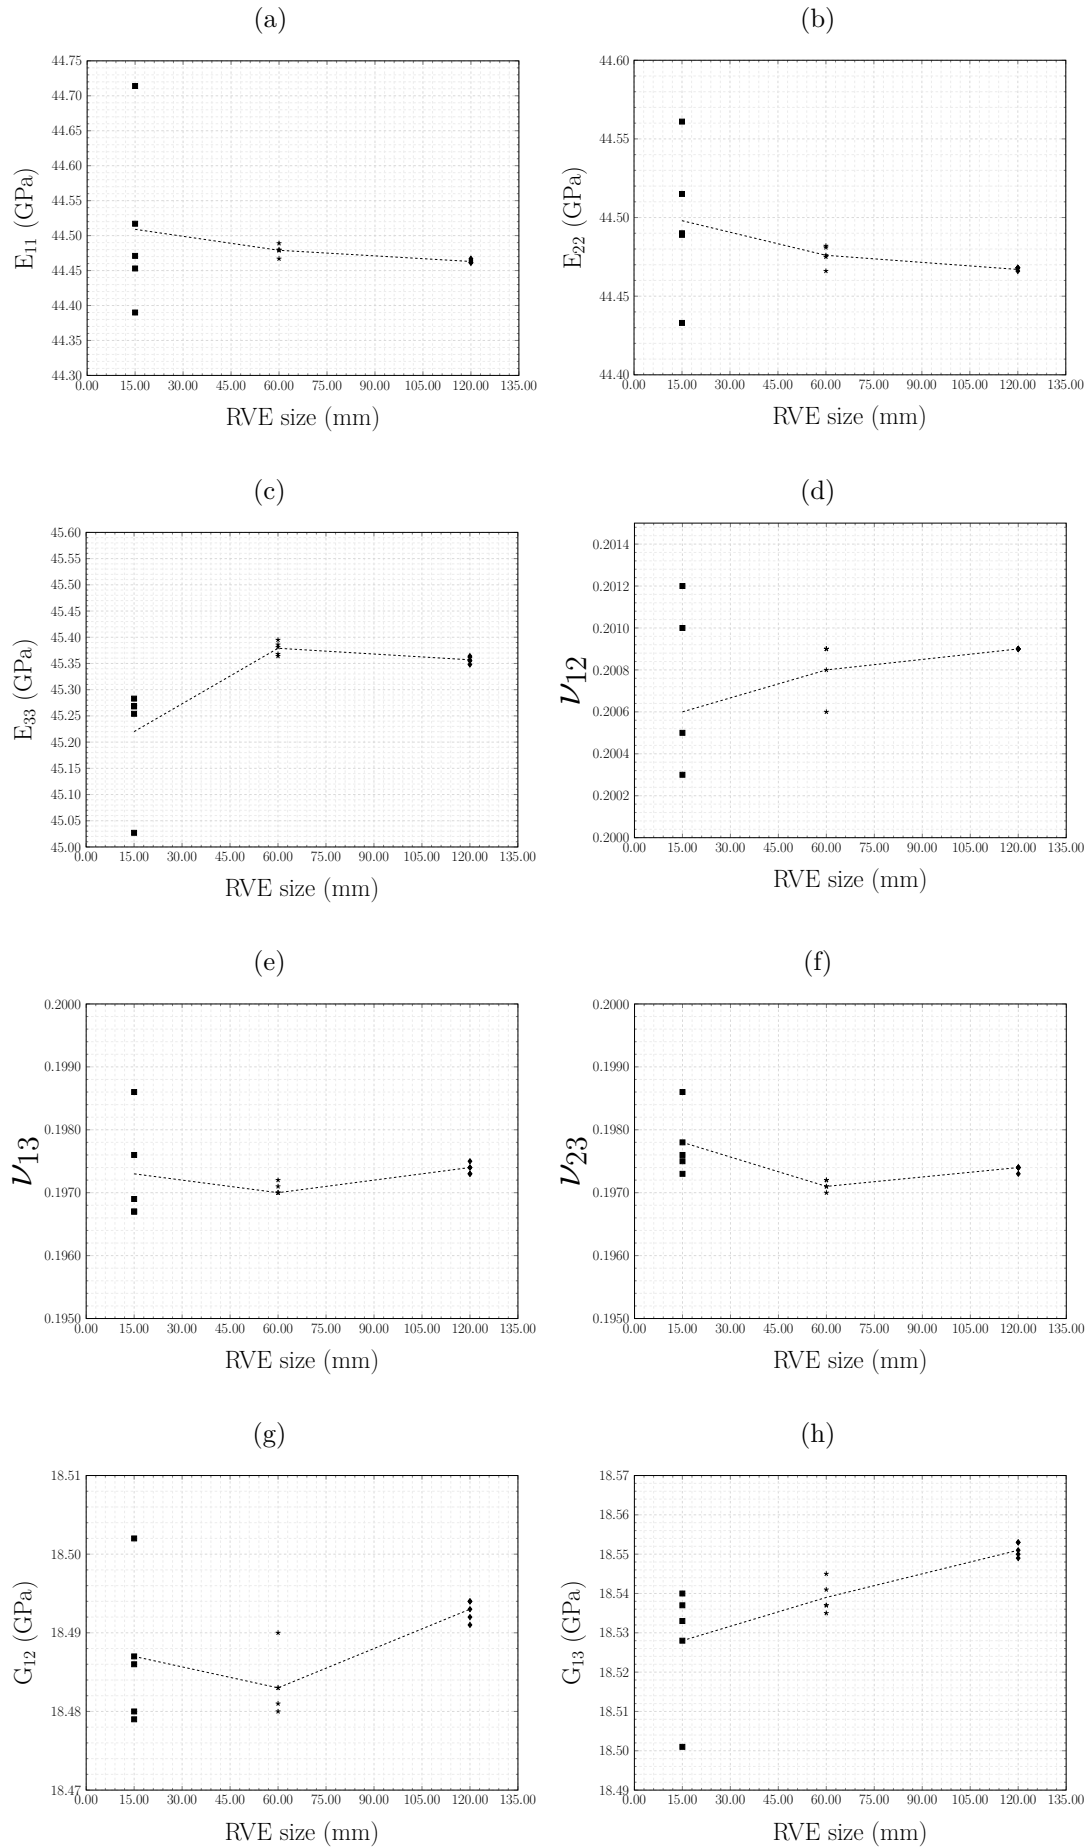 (a)
44.75
44.70
44.65
44.60
44.55
44.50
44.45
44.40
44.35
44.30
E11 (GPa)
0.00 15.00 30.00 45.00 60.00 75.00 90.00 105.00 120.00 135.00
RVE size (mm)
(b)
44.60
44.55
44.50
44.45
44.40
E22 (GPa)
0.00 15.00 30.00 45.00 60.00 75.00 90.00 105.00 120.00 135.00
RVE size (mm)
(c)
45.60
45.55
45.50
45.45
45.40
45.35
45.30
45.25
45.20
45.15
45.10
45.05
45.00
E33 (GPa)
0.00 15.00 30.00 45.00 60.00 75.00 90.00 105.00 120.00 135.00
RVE size (mm)
(d)
0.2014
0.2012
0.2010
0.2008
0.2006
0.2004
0.2002
0.2000
ν12
0.00 15.00 30.00 45.00 60.00 75.00 90.00 105.00 120.00 135.00
RVE size (mm)
(e)
0.2000
0.1990
0.1980
0.1970
0.1960
0.1950
ν13
0.00 15.00 30.00 45.00 60.00 75.00 90.00 105.00 120.00 135.00
RVE size (mm)
(f)
0.2000
0.1990
0.1980
0.1970
0.1960
0.1950
ν23
0.00 15.00 30.00 45.00 60.00 75.00 90.00 105.00 120.00 135.00
RVE size (mm)
(g)
18.51
18.50
18.49
18.48
18.47
G12 (GPa)
0.00 15.00 30.00 45.00 60.00 75.00 90.00 105.00 120.00 135.00
RVE size (mm)
(h)
18.57
18.56
18.55
18.54
18.53
18.52
18.51
18.50
18.49
G13 (GPa)
0.00 15.00 30.00 45.00 60.00 75.00 90.00 105.00 120.00 135.00
RVE size (mm)